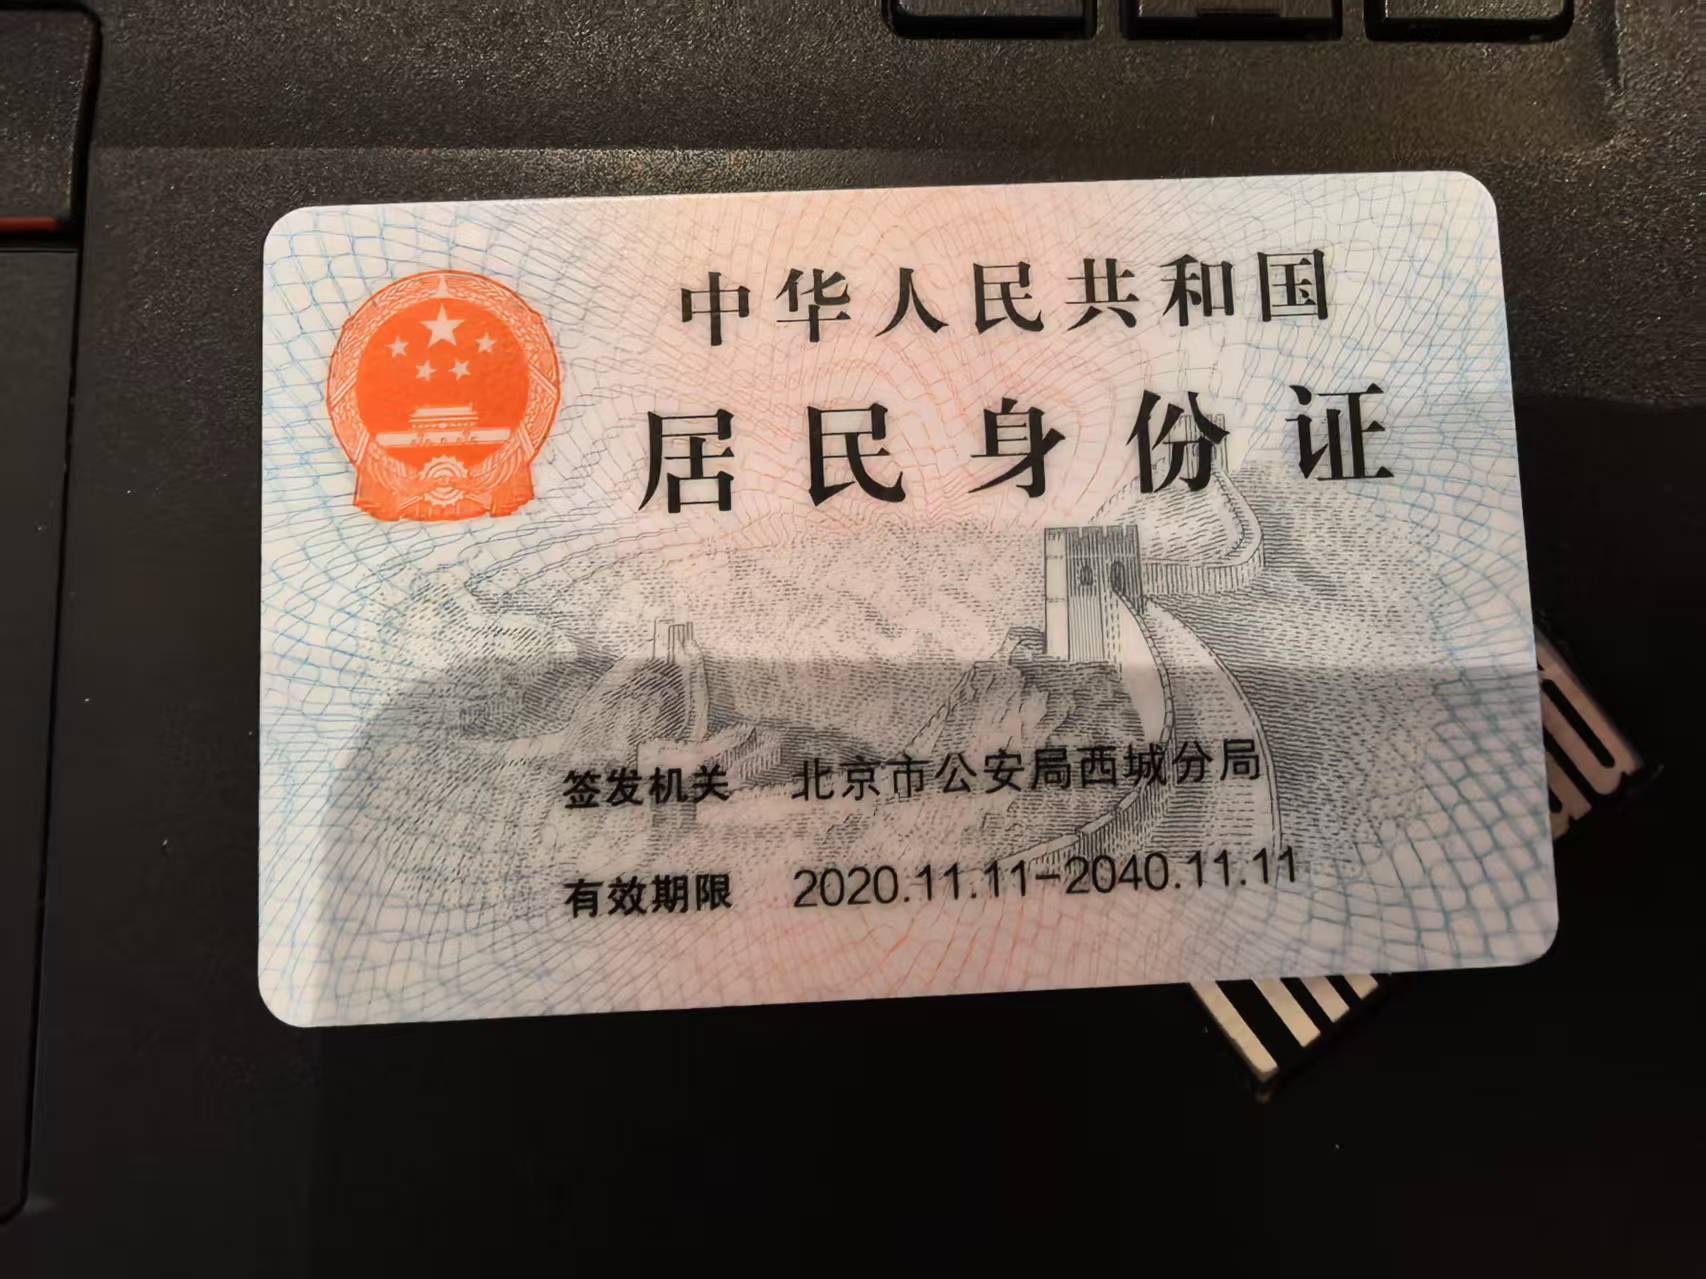 中华人民共和国
居民身份证
签发机关 北京市公安局西城分局
有效期限 2020.11.11-2040.11.11